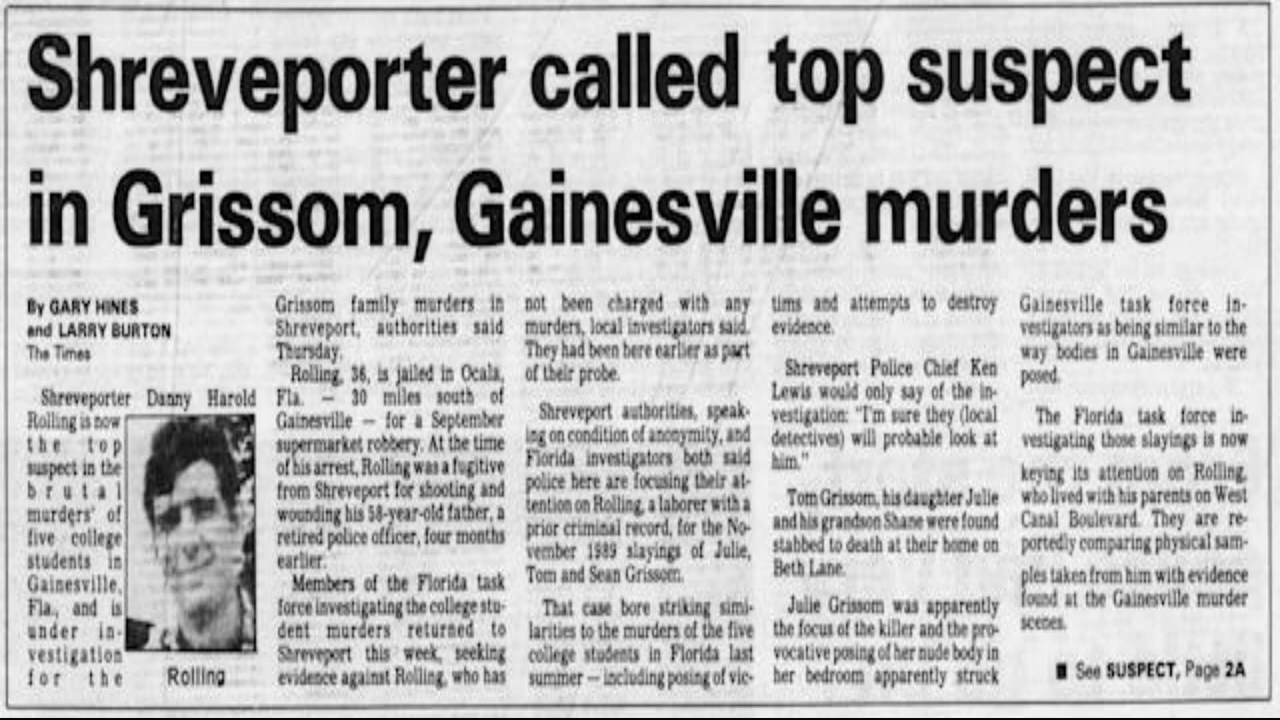 Shreveporter called top suspect
in Grissom, Gainesville murders
By GARY HINES
and LARRY BURTON
The Times
Shreveporter Danny Harold
Rolling is now
the top
suspect in the
brutal
murders' of
five college
students in
Gainesville,
Fla., and is
under in-
vestigation
for the
Rolling
Grissom family murders in
Shreveport, authorities said
Thursday.
Rolling, 36, is jailed in Ocala,
Fla. — 30 miles south of
Gainesville — for a September
supermarket robbery. At the time
of his arrest, Rolling was a fugitive
from Shreveport for shooting and
wounding his 58-year-old father, a
retired police officer, four months
earlier.
Members of the Florida task
force investigating the college stu-
dent murders returned to
Shreveport this week, seeking
evidence against Rolling, who has
not been charged with any
murders, local investigators said.
They had been here earlier as part
of their probe.
Shreveport authorities, speak-
ing on condition of anonymity, and
Florida investigators both said
police here are focusing their at-
tention on Rolling, a laborer with a
prior criminal record, for the No-
vember 1989 slayings of Julie,
Tom and Sean Grissom.
That case bore striking simi-
larities to the murders of the five
college students in Florida last
summer — including posing of vic-
tims and attempts to destroy
evidence.
Shreveport Police Chief Ken
Lewis would only say of the in-
vestigation: "I'm sure they (local
detectives) will probable look at
him."
Tom Grissom, his daughter Julie
and his grandson Shane were found
stabbed to death at their home on
Beth Lane.
Julie Grissom was apparently
the focus of the killer and the pro-
vocative posing of her nude body in
her bedroom apparently struck
Gainesville task force in-
vestigators as being similar to the
way bodies in Gainesville were
posed.
The Florida task force in-
vestigating those slayings is now
keying its attention on Rolling,
who lived with his parents on West
Canal Boulevard. They are re-
portedly comparing physical sam-
ples taken from him with evidence
found at the Gainesville murder
scenes.
■ See SUSPECT, Page 2A